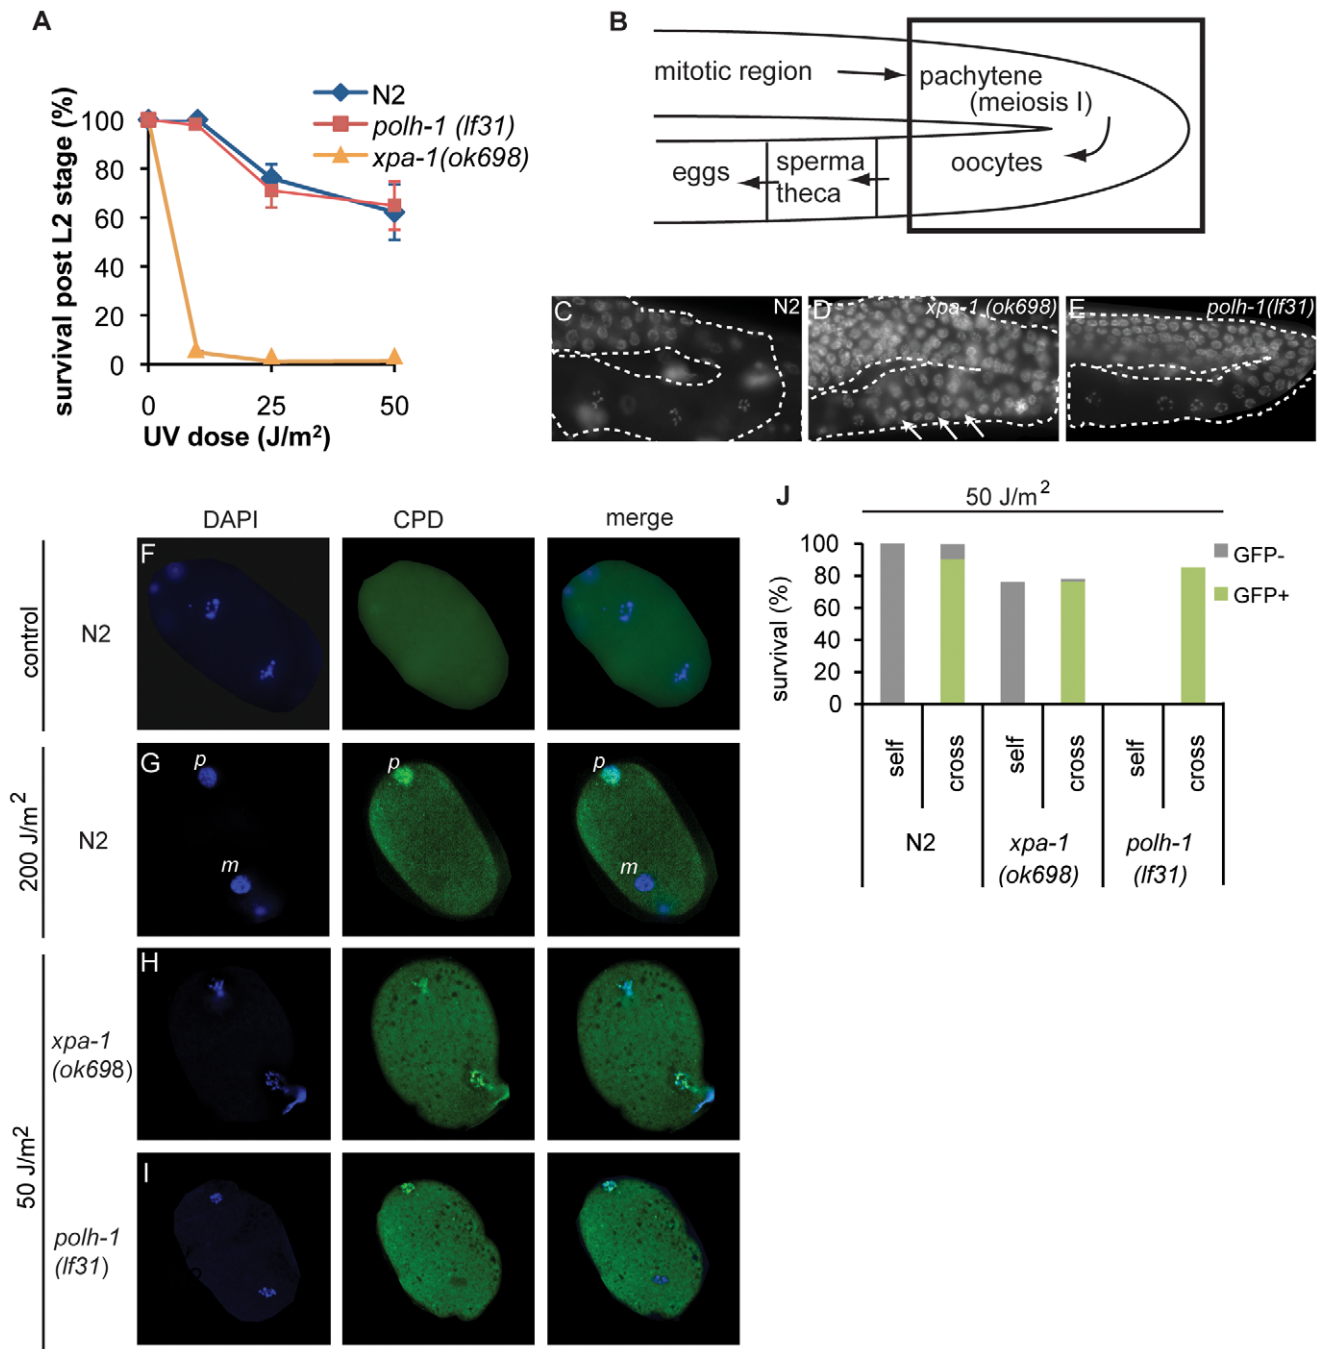 A
survival post L2 stage (%)
100
80
60
40
20
0
0 25 50
UV dose (J/m²)
N2
polh-1 (lf31)
xpa-1(ok698)
B
mitotic region
pachytene
(meiosis I)
oocytes
sperma
theca
eggs
C N2
D xpa-1 (ok698)
E polh-1(lf31)
DAPI CPD merge
control
N2
F
200 J/m²
N2
G
p
m
p
p
m
50 J/m²
xpa-1
(ok698)
H
polh-1
(lf31)
I
J
50 J/m²
survival (%)
100
80
60
40
20
0
GFP-
GFP+
self cross self cross self cross
N2
xpa-1
(ok698)
polh-1
(lf31)